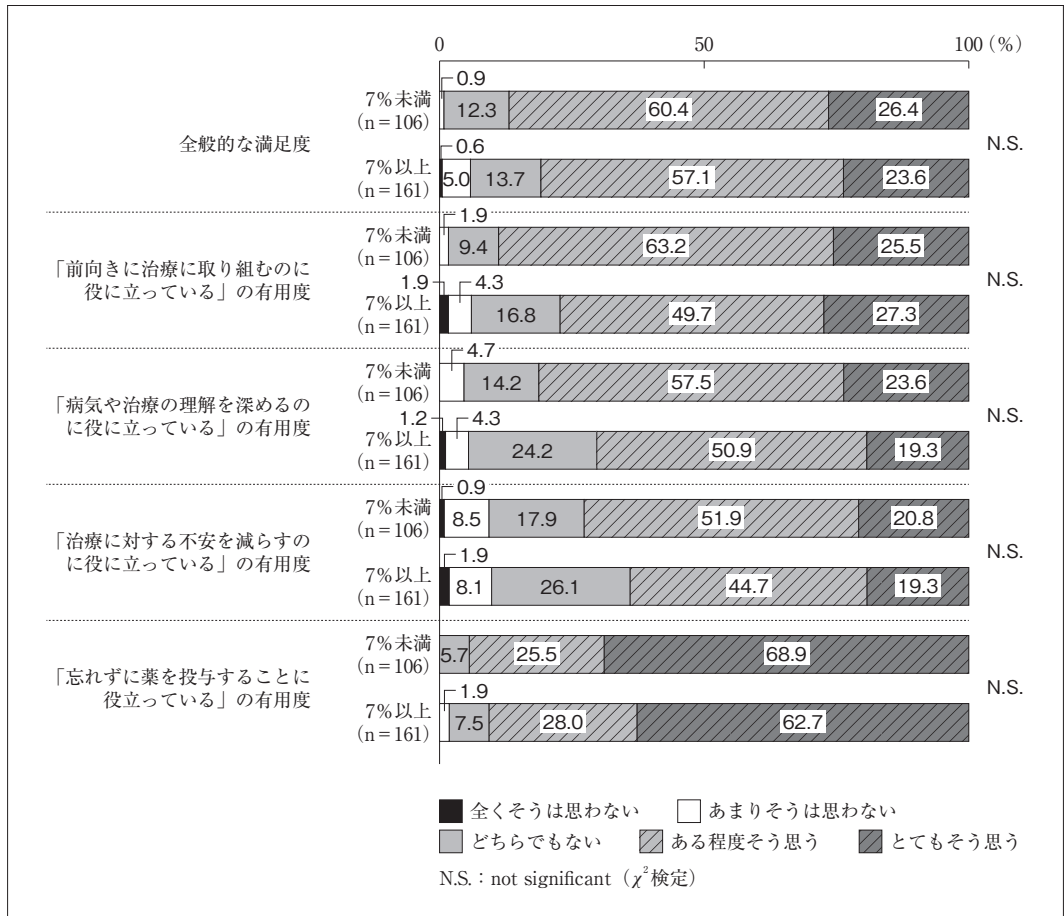 0 50 100（%）
全般的な満足度
7%未満
（n＝106）
0.9 12.3 60.4 26.4
7%以上
（n＝161）
0.6 5.0 13.7 57.1 23.6
N.S.
「前向きに治療に取り組むのに
役に立っている」の有用度
7%未満
（n＝106）
1.9 9.4 63.2 25.5
7%以上
（n＝161）
1.9 4.3 16.8 49.7 27.3
N.S.
「病気や治療の理解を深めるの
に役に立っている」の有用度
7%未満
（n＝106）
4.7 14.2 57.5 23.6
7%以上
（n＝161）
1.2 4.3 24.2 50.9 19.3
N.S.
「治療に対する不安を減らすの
に役に立っている」の有用度
7%未満
（n＝106）
0.9 8.5 17.9 51.9 20.8
7%以上
（n＝161）
1.9 8.1 26.1 44.7 19.3
N.S.
「忘れずに薬を投与することに
役立っている」の有用度
7%未満
（n＝106）
5.7 25.5 68.9
7%以上
（n＝161）
1.9 7.5 28.0 62.7
N.S.
全くそうは思わない あまりそうは思わない
どちらでもない ある程度そう思う とてもそう思う
N.S.：not significant（χ²検定）